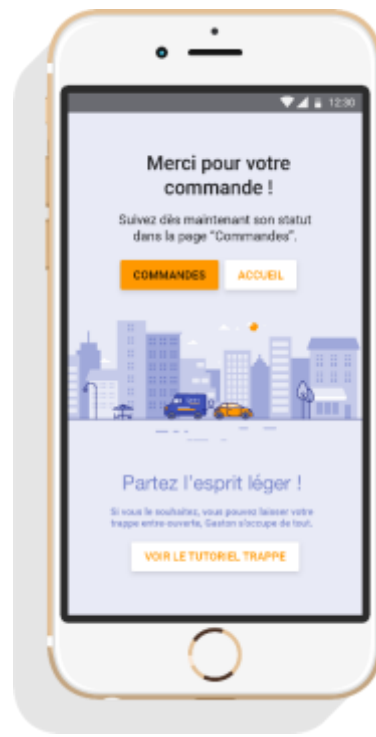 12:30
Merci pour votre
commande !
Suivez dès maintenant son statut
dans la page "Commandes".
COMMANDES
ACCUEIL
Partez l'esprit léger !
Si vous le souhaitez, vous pouvez laisser votre
trappe entre-ouverte, Gaston s'occupe de tout.
VOIR LE TUTORIEL TRAPPE